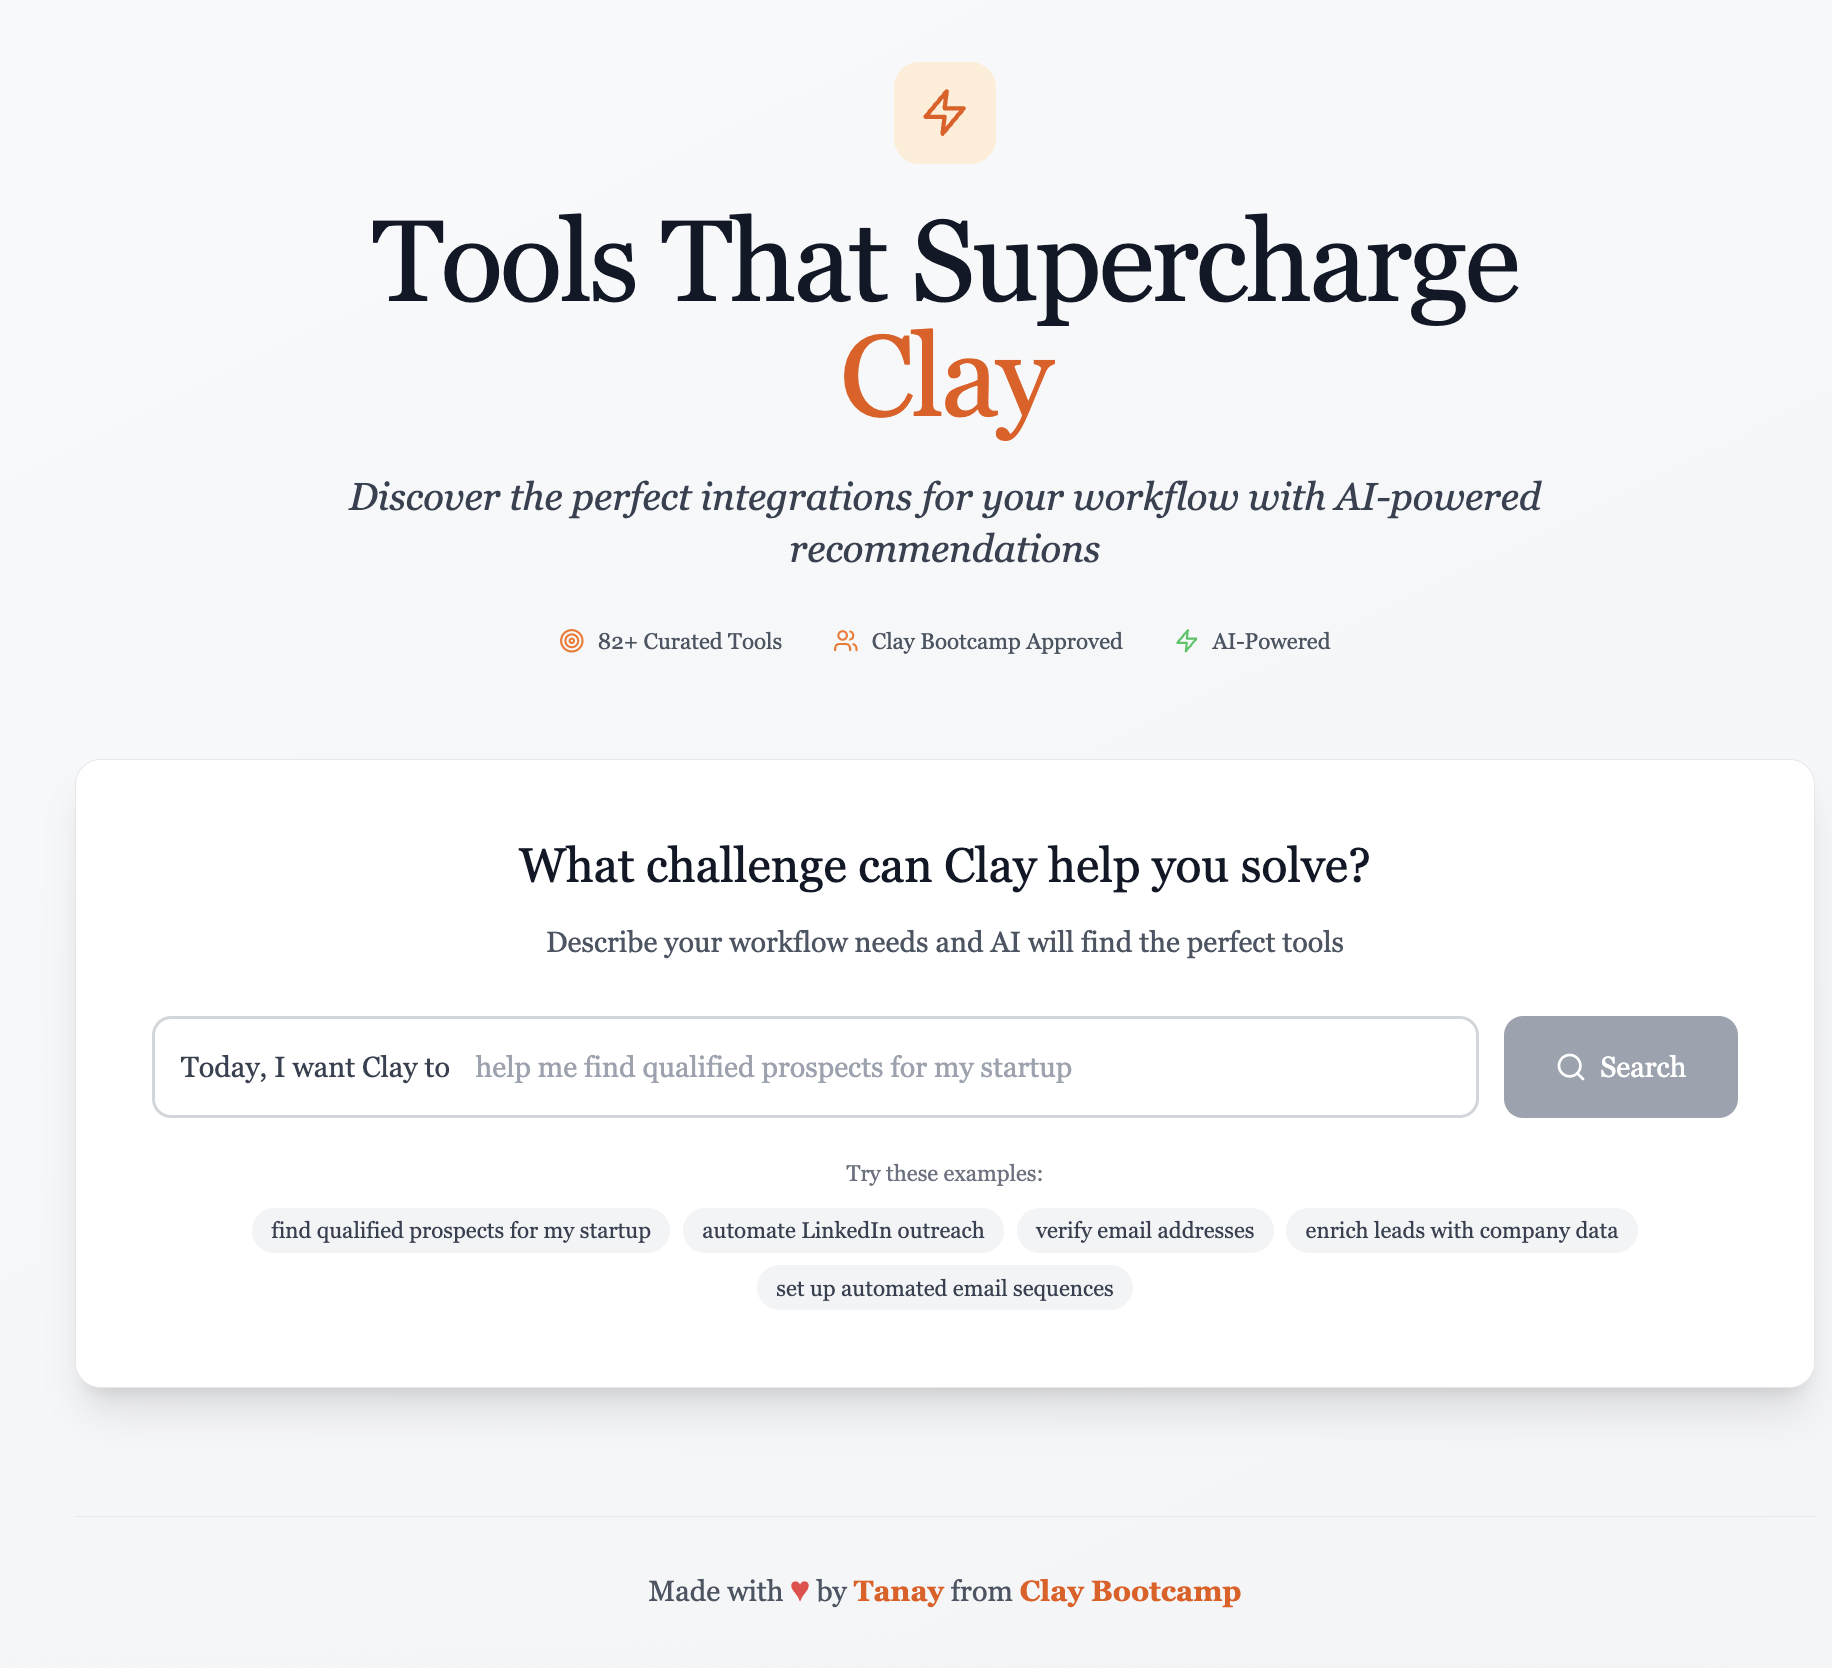 Tools That Supercharge
Clay
Discover the perfect integrations for your workflow with AI-powered
recommendations
82+ Curated Tools
Clay Bootcamp Approved
AI-Powered
What challenge can Clay help you solve?
Describe your workflow needs and AI will find the perfect tools
Today, I want Clay to help me find qualified prospects for my startup
Search
Try these examples:
find qualified prospects for my startup
automate LinkedIn outreach
verify email addresses
enrich leads with company data
set up automated email sequences
Made with ♥ by Tanay from Clay Bootcamp